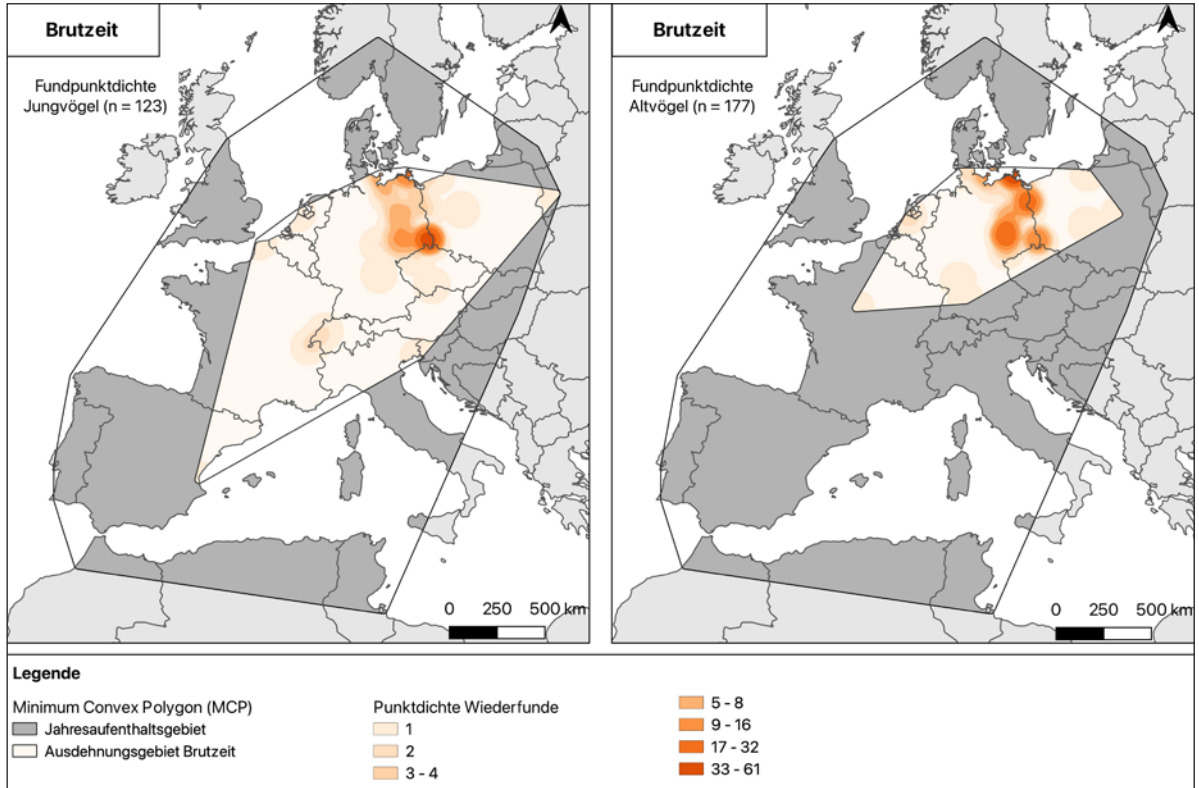 Brutzeit
Fundpunktdichte
Jungvögel (n = 123)
0 250 500 km
Brutzeit
Fundpunktdichte
Altvögel (n = 177)
0 250 500 km
Legende
Minimum Convex Polygon (MCP)
Jahresaufenthaltsgebiet
Ausdehnungsgebiet Brutzeit
Punktdichte Wiederfunde
1
2
3 - 4
5 - 8
9 - 16
17 - 32
33 - 61